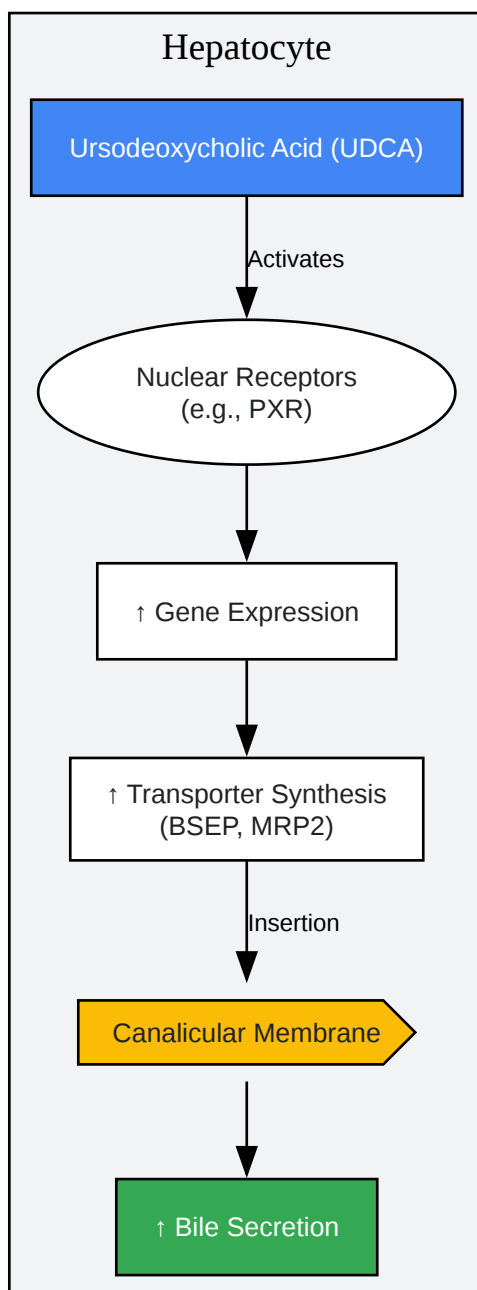 Hepatocyte
Ursodeoxycholic Acid (UDCA)
Activates
Nuclear Receptors
(e.g., PXR)
↑ Gene Expression
↑ Transporter Synthesis
(BSEP, MRP2)
Insertion
Canalicular Membrane
↑ Bile Secretion